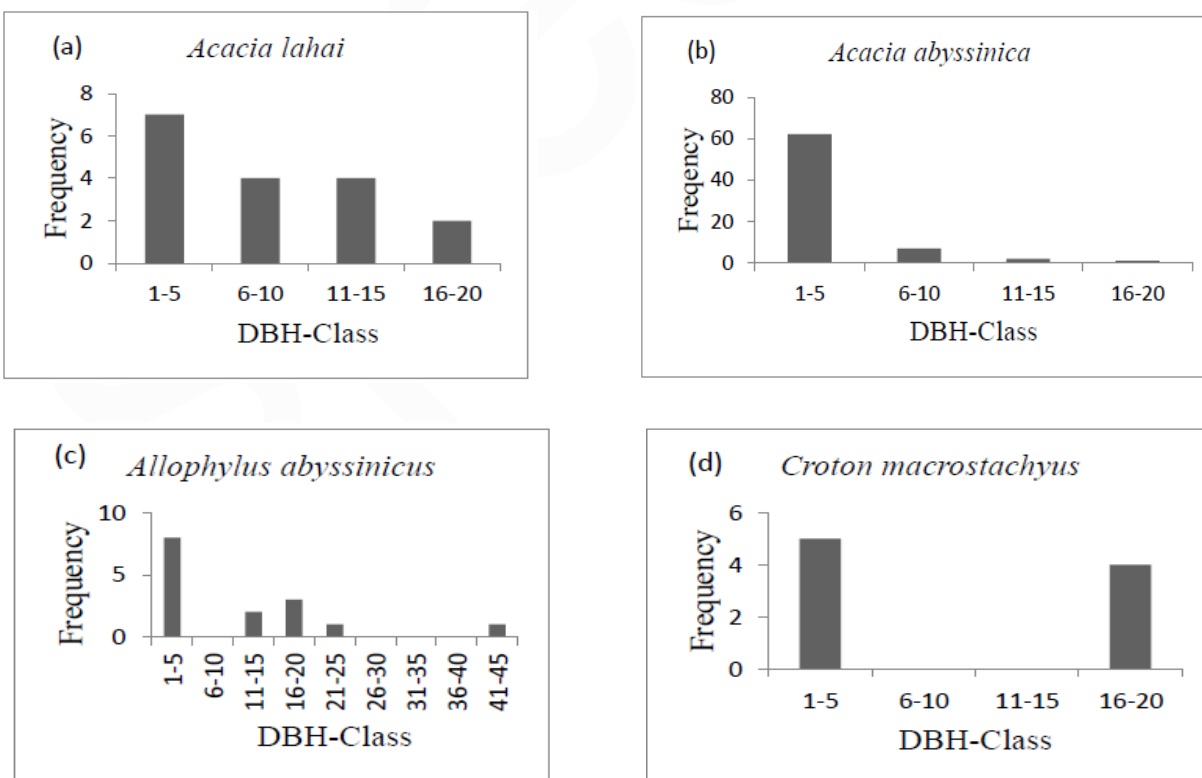 (a)
Acacia lahai
Frequency
8
6
4
2
0
1-5 6-10 11-15 16-20
DBH-Class
(b)
Acacia abyssinica
Freqency
80
60
40
20
0
1-5 6-10 11-15 16-20
DBH-Class
(c)
Allophylus abyssinicus
Frequency
10
5
0
1-5 6-10 11-15 16-20 21-25 26-30 31-35 36-40 41-45
DBH-Class
(d)
Croton macrostachyus
Frequency
6
4
2
0
1-5 6-10 11-15 16-20
DBH-Class